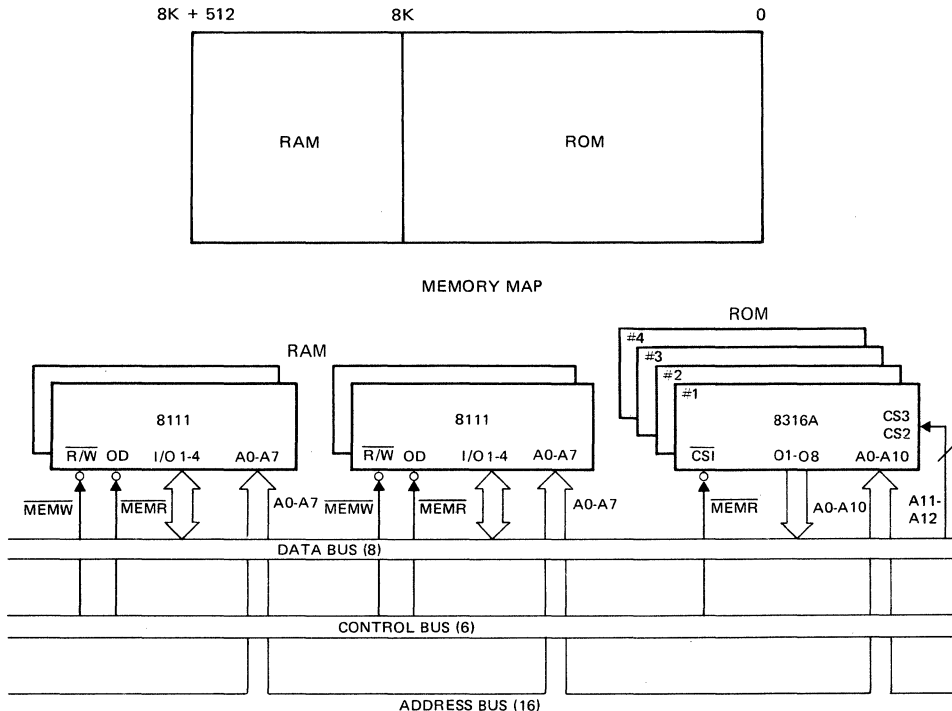 8K + 512
8K
0
RAM
ROM
MEMORY MAP
RAM
ROM
#4
#3
#2
#1
8111
8111
8316A
CS3
CS2
R/W OD I/O 1-4 A0-A7
R/W OD I/O 1-4 A0-A7
CSI O1-O8 A0-A10
MEMW MEMR A0-A7
MEMW MEMR A0-A7
MEMR A0-A10
A11-
A12
DATA BUS (8)
CONTROL BUS (6)
ADDRESS BUS (16)